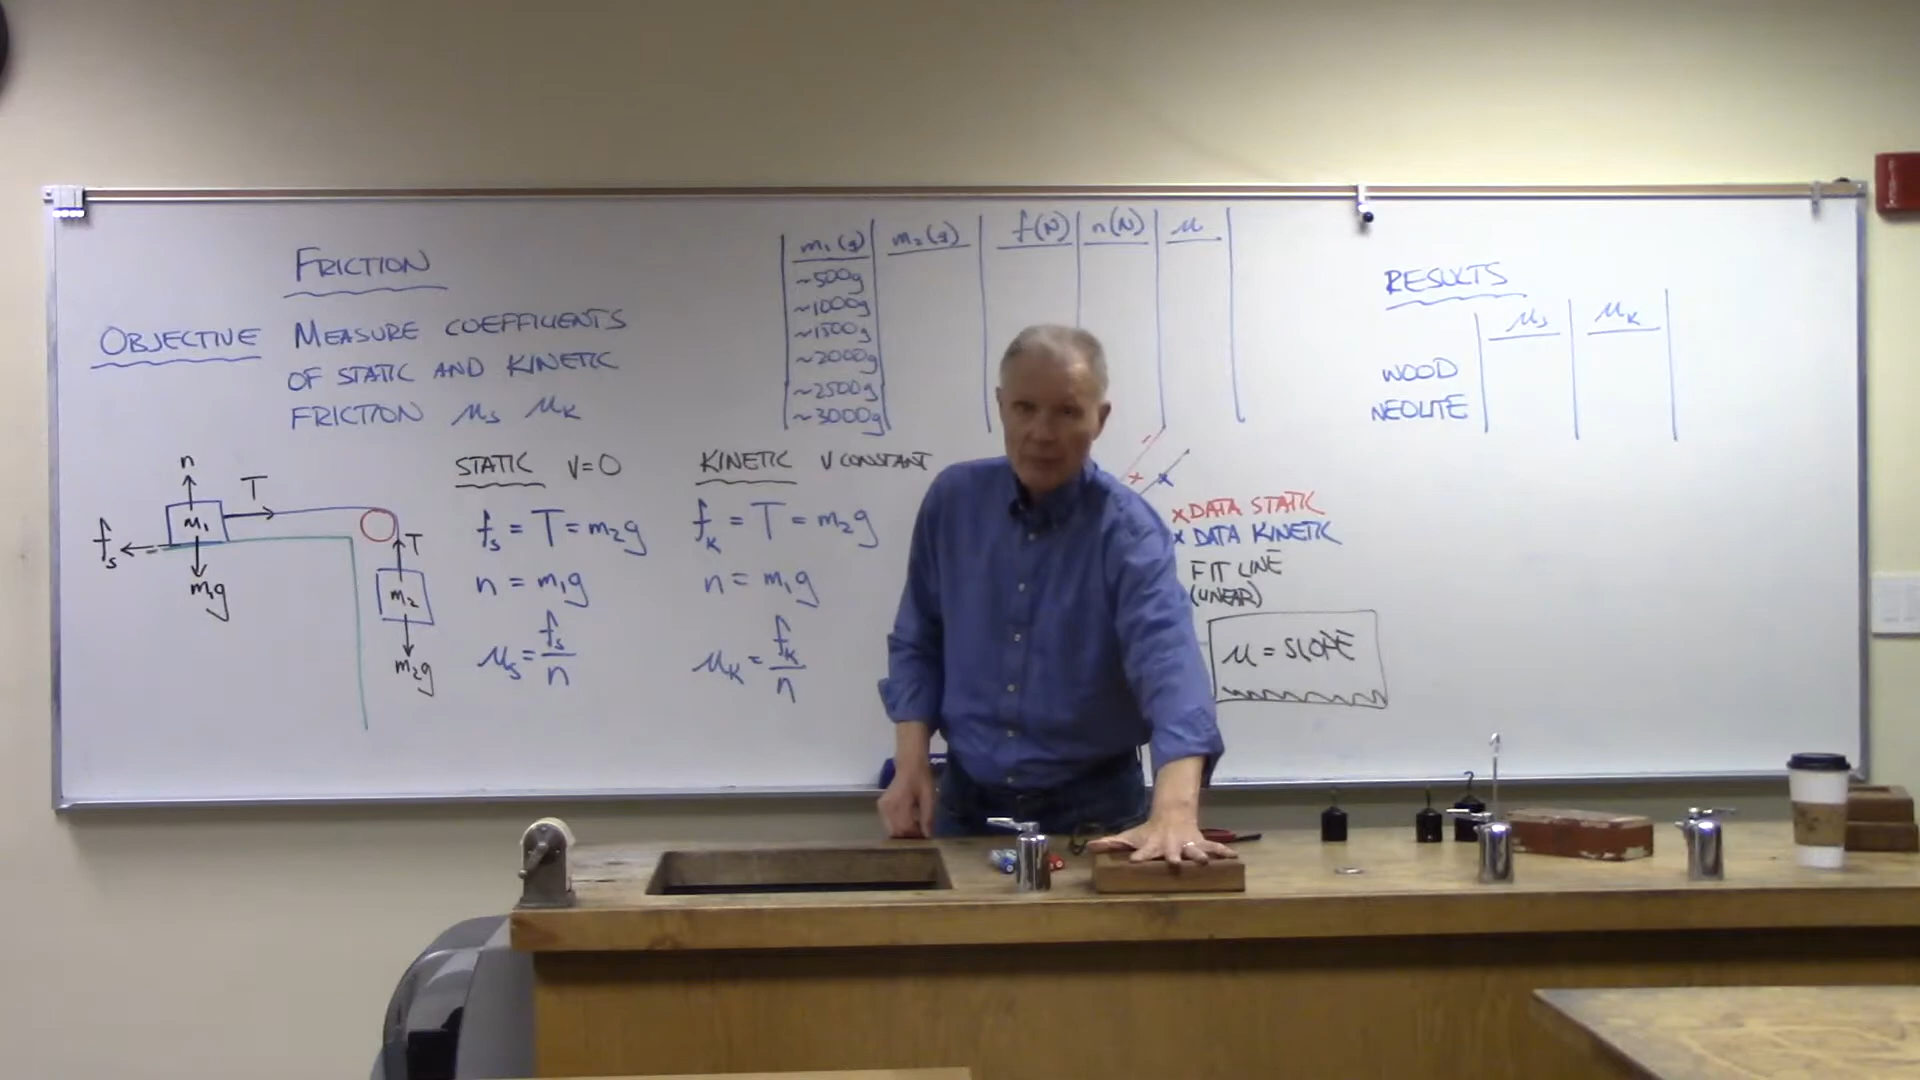 FRICTION
OBJECTIVE MEASURE COEFFICIENTS
OF STATIC AND KINETIC
FRICTION μs μk
n
T
m1
fs
m1g
T
m2
m2g
STATIC V=0
fs = T = m2g
n = m1g
μs = fs/n
KINETIC V CONSTANT
fk = T = m2g
n = m1g
μk = fk/n
m1(g) m2(g) f(N) n(N) μ
~500g
~1000g
~1500g
~2000g
~2500g
~3000g
x DATA STATIC
x DATA KINETIC
FIT LINE
(LINEAR)
μ = SLOPE
RESULTS
μs μk
WOOD
NEOLITE